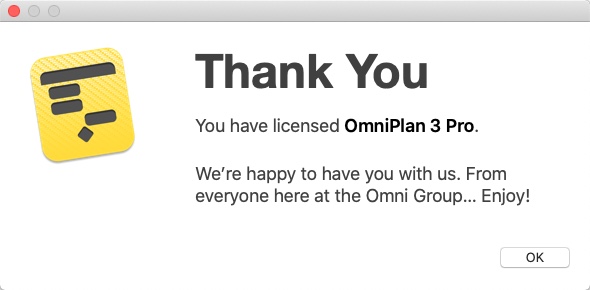 Thank You
You have licensed OmniPlan 3 Pro.
We’re happy to have you with us. From
everyone here at the Omni Group... Enjoy!
OK